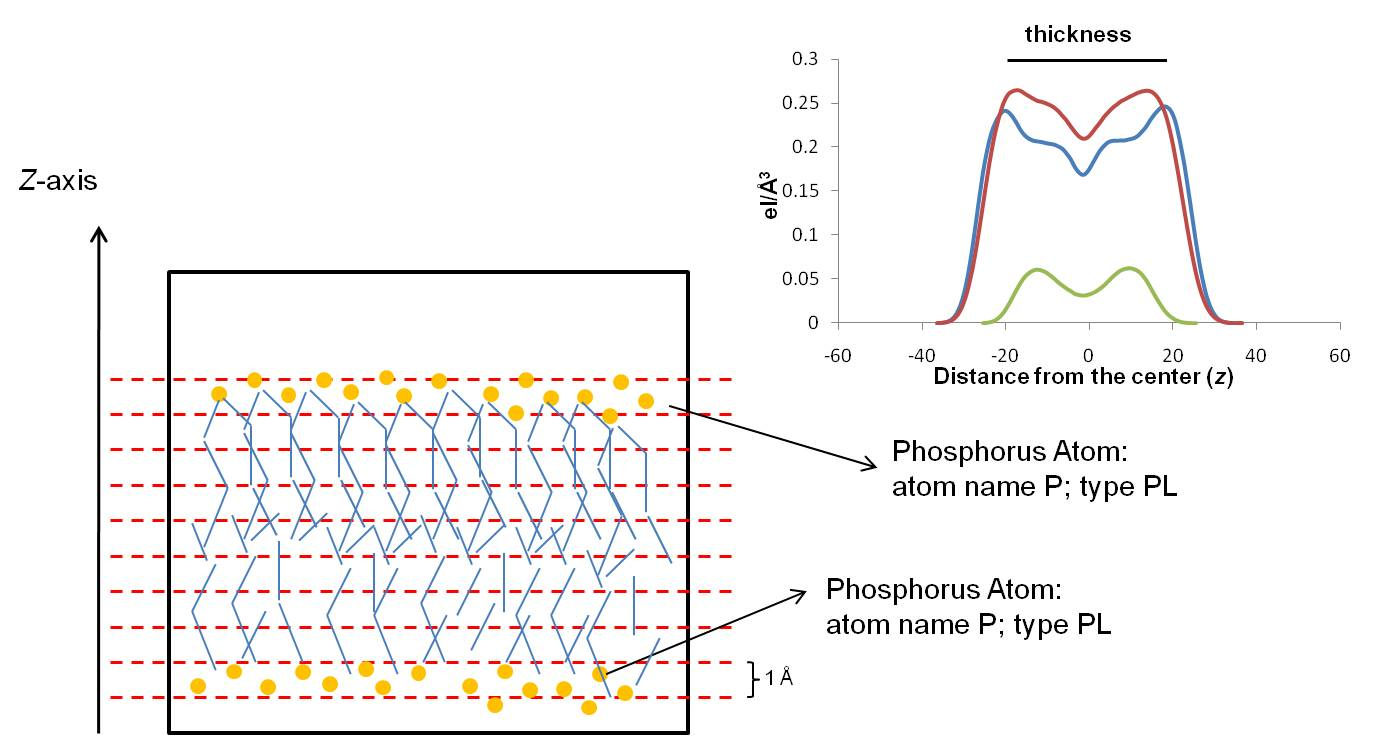 thickness
0.3
0.25
0.2
0.15
0.1
0.05
0
el/Å³
-60 -40 -20 0 20 40 60
Distance from the center (z)
Z-axis
Phosphorus Atom:
atom name P; type PL
Phosphorus Atom:
atom name P; type PL
1 Å